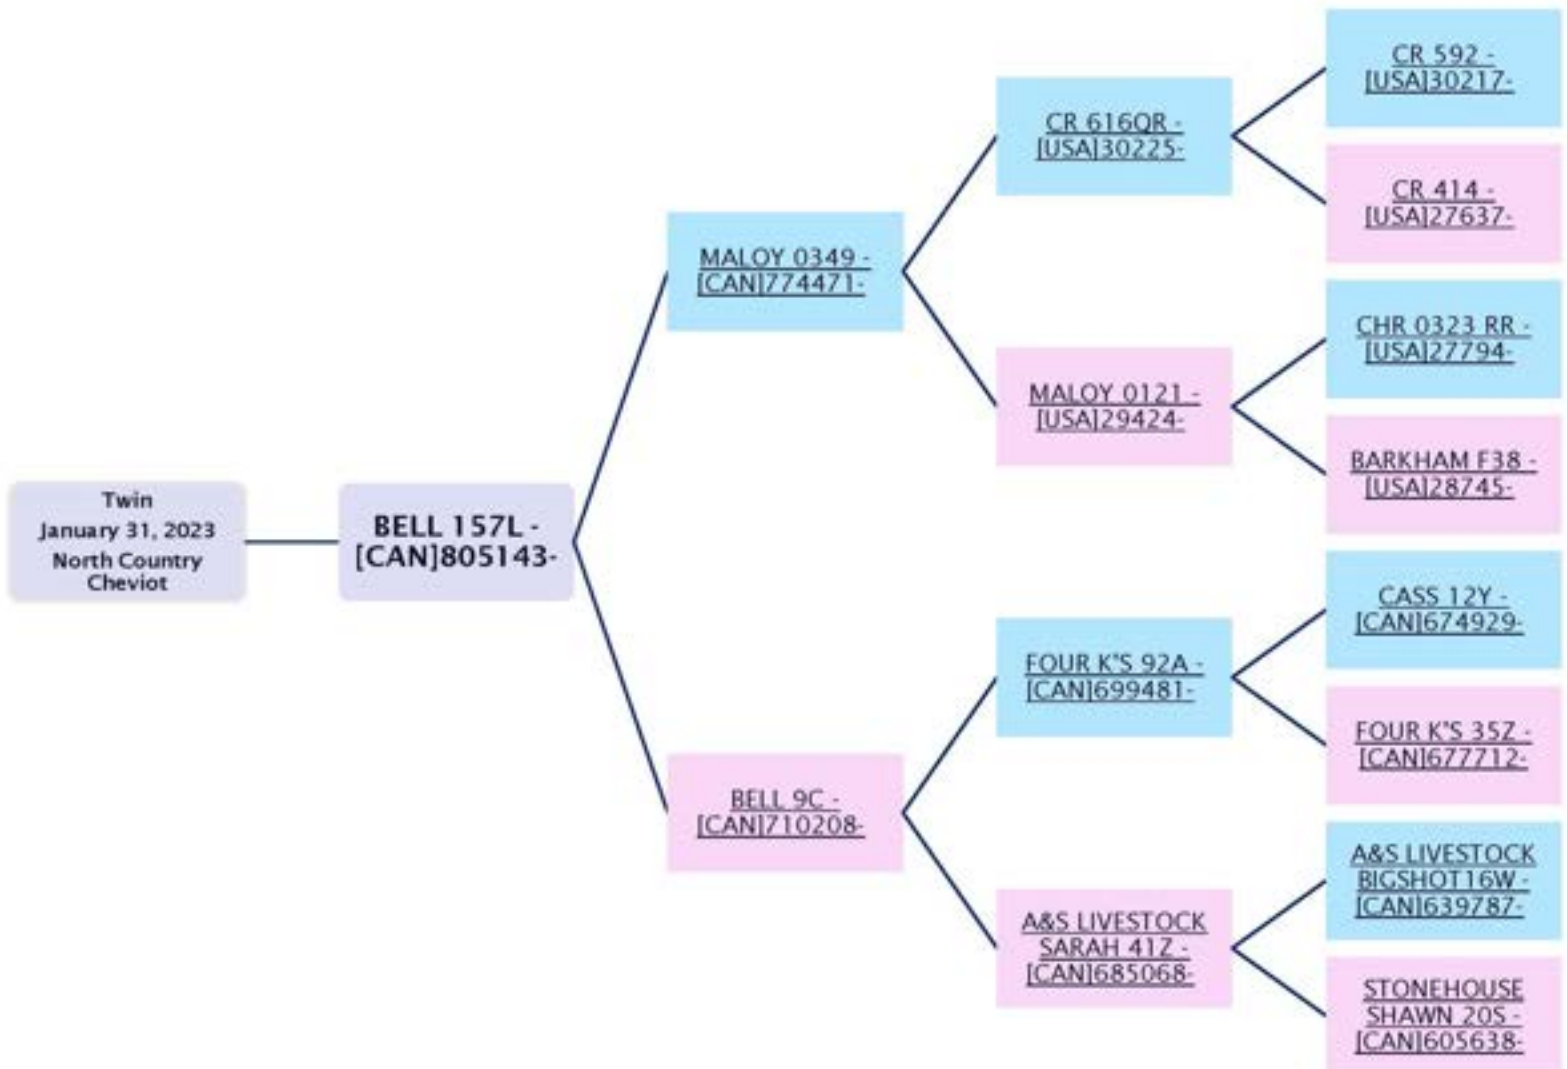 Twin
January 31, 2023
North Country
Cheviot
BELL 157L -
[CAN]805143-
MALOY 0349 -
[CAN]774471-
BELL 9C -
[CAN]710208-
CR 616QR -
[USA]30225-
MALOY 0121 -
[USA]29424-
FOUR K"S 92A -
[CAN]699481-
A&S LIVESTOCK
SARAH 41Z -
[CAN]685068-
CR 592 -
[USA]30217-
CR 414 -
[USA]27637-
CHR 0323 RR -
[USA]27794-
BARKHAM F38 -
[USA]28745-
CASS 12Y -
[CAN]674929-
FOUR K"S 35Z -
[CAN]677712-
A&S LIVESTOCK
BIGSHOT16W -
[CAN]639787-
STONEHOUSE
SHAWN 20S -
[CAN]605638-